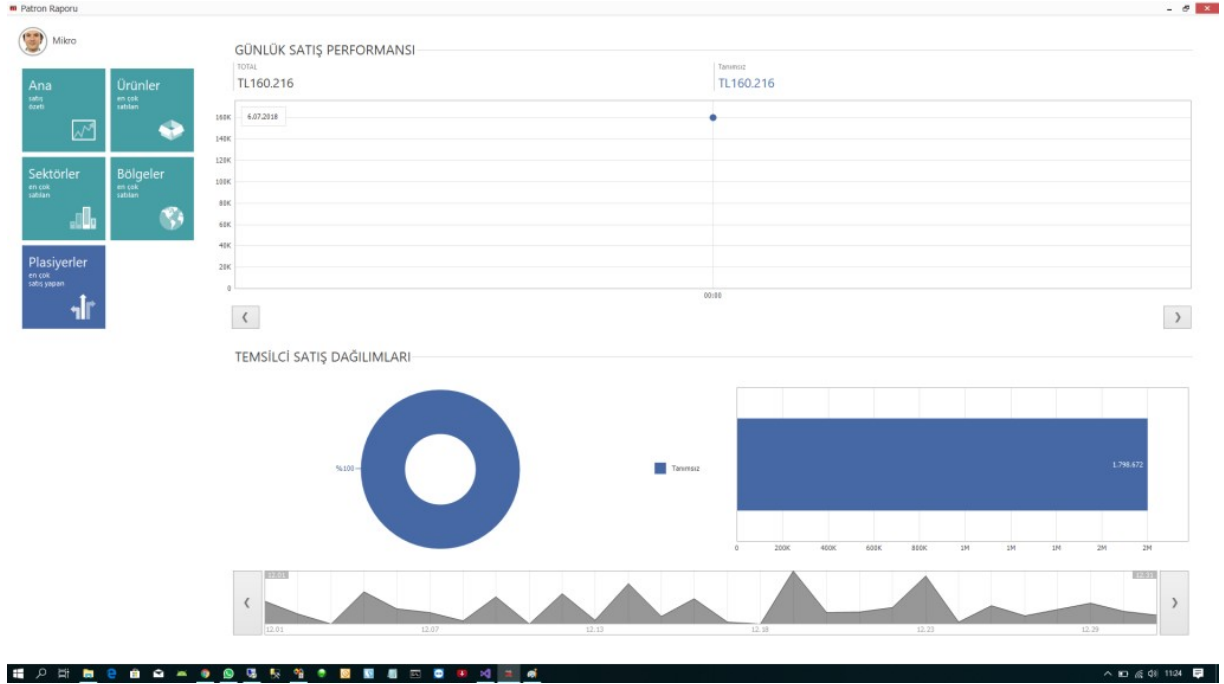 Patron Raporu
Mikro
Ana
satış
özeti
Ürünler
en çok
satılan
Sektörler
en çok
satılan
Bölgeler
en çok
satılan
Plasiyerler
en çok
satış yapan
GÜNLÜK SATIŞ PERFORMANSI
TOTAL
TL160.216
Tanımsız
TL160.216
6.07.2018
160K
140K
120K
100K
80K
60K
40K
20K
0
00:00
TEMSİLCİ SATIŞ DAĞILIMLARI
%100
Tanımsız
1.798.672
0 200K 400K 600K 800K 1M 1M 1M 2M 2M
12.01 12.31
12.01 12.07 12.12 12.18 12.23 12.29
11:24